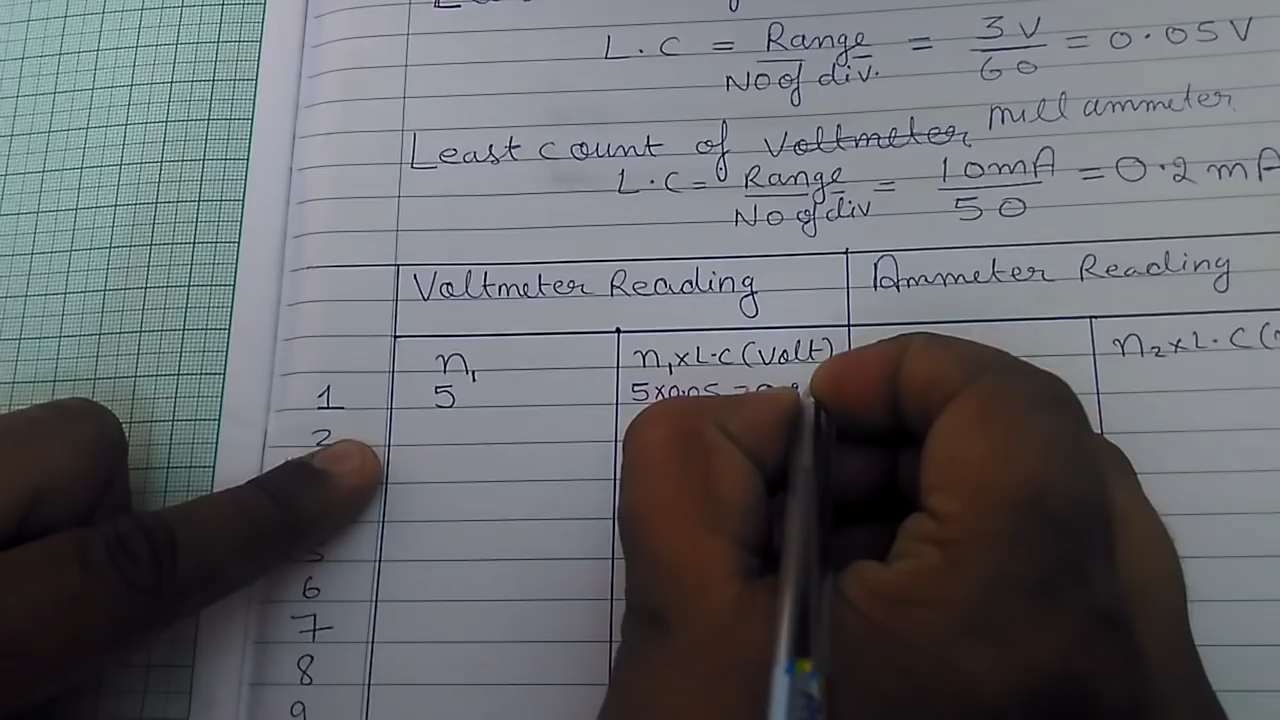 L.C = Range / No of div. = 3V / 60 = 0.05V
Least count of Voltmeter mill ammeter
L.C = Range / No of div = 10mA / 50 = 0.2 mA
Voltmeter Reading Ammeter Reading
n₁ n₁×L.C (Volt) n₂×L.C
1 5 5×0.05 =
2
6
7
8
9